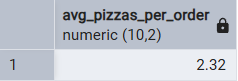 avg_pizzas_per_order
numeric (10,2)
1 2.32